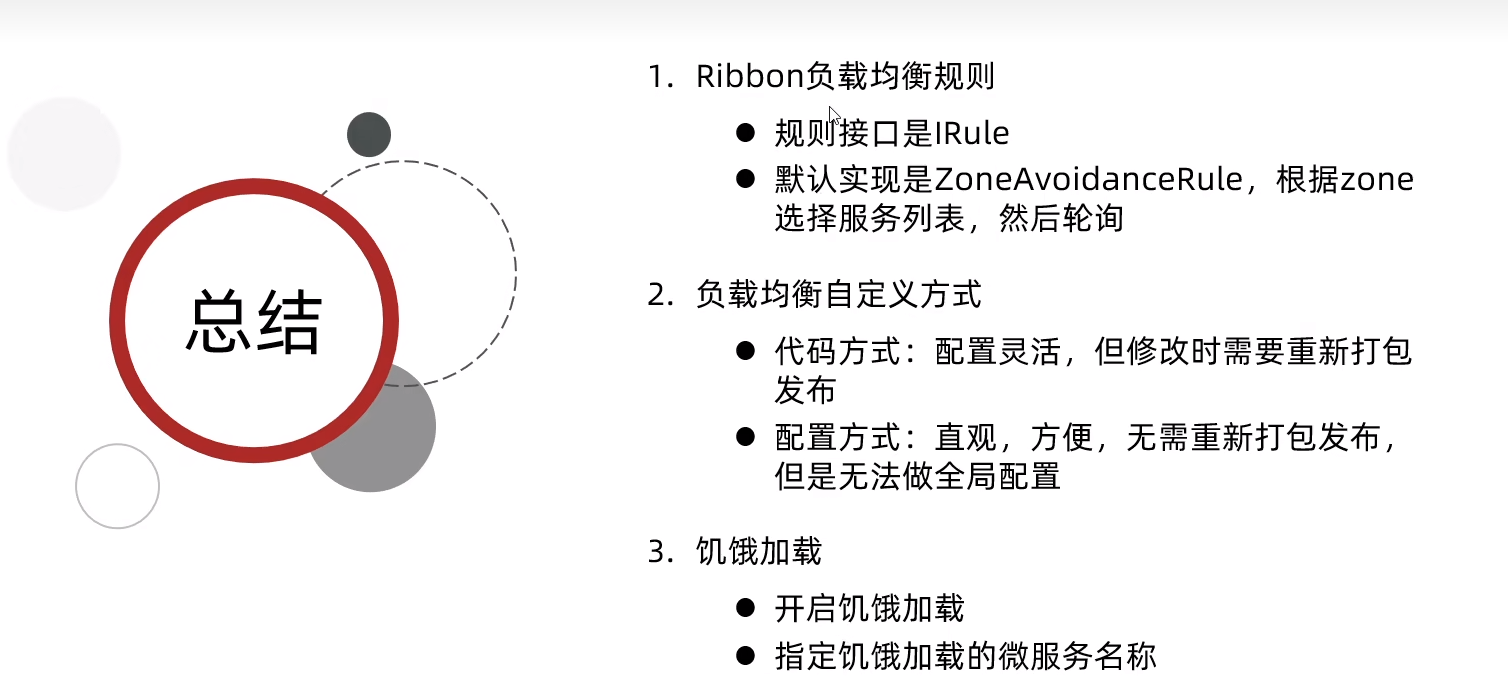 总结
1. Ribbon负载均衡规则
● 规则接口是IRule
● 默认实现是ZoneAvoidanceRule，根据zone
选择服务列表，然后轮询
2. 负载均衡自定义方式
● 代码方式：配置灵活，但修改时需要重新打包
发布
● 配置方式：直观，方便，无需重新打包发布，
但是无法做全局配置
3. 饥饿加载
● 开启饥饿加载
● 指定饥饿加载的微服务名称